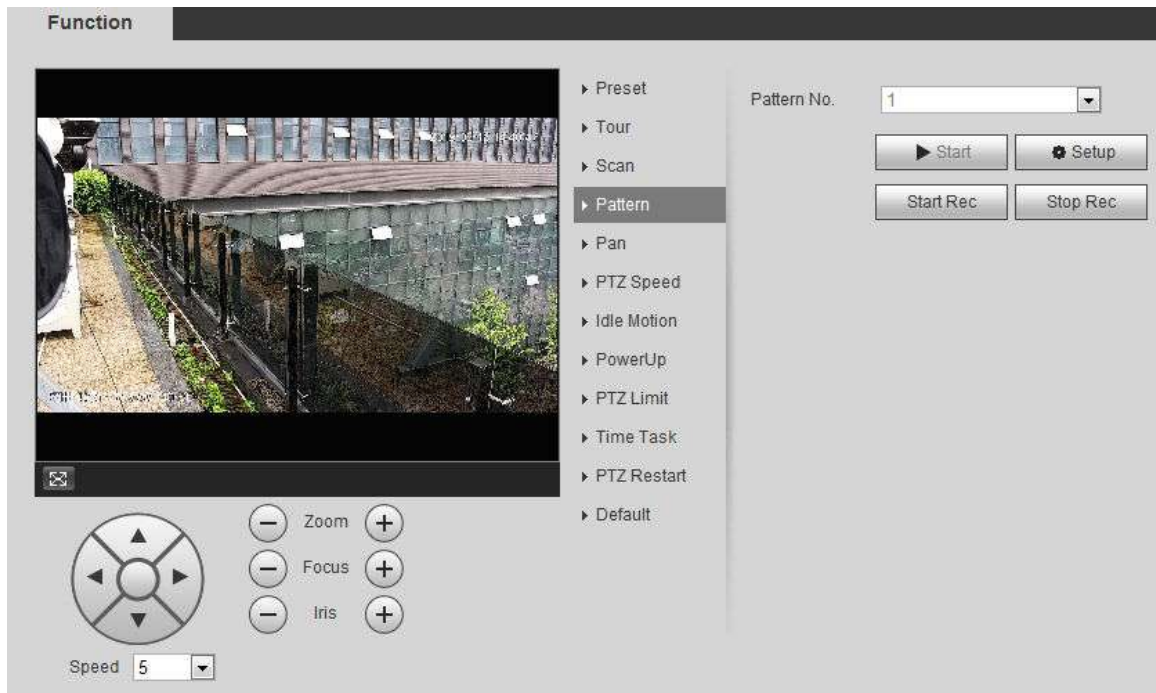 Function
Preset
Tour
Scan
Pattern
Pan
PTZ Speed
Idle Motion
PowerUp
PTZ Limit
Time Task
PTZ Restart
Default
Pattern No. 1
Start Setup
Start Rec Stop Rec
Zoom
Focus
Iris
Speed 5